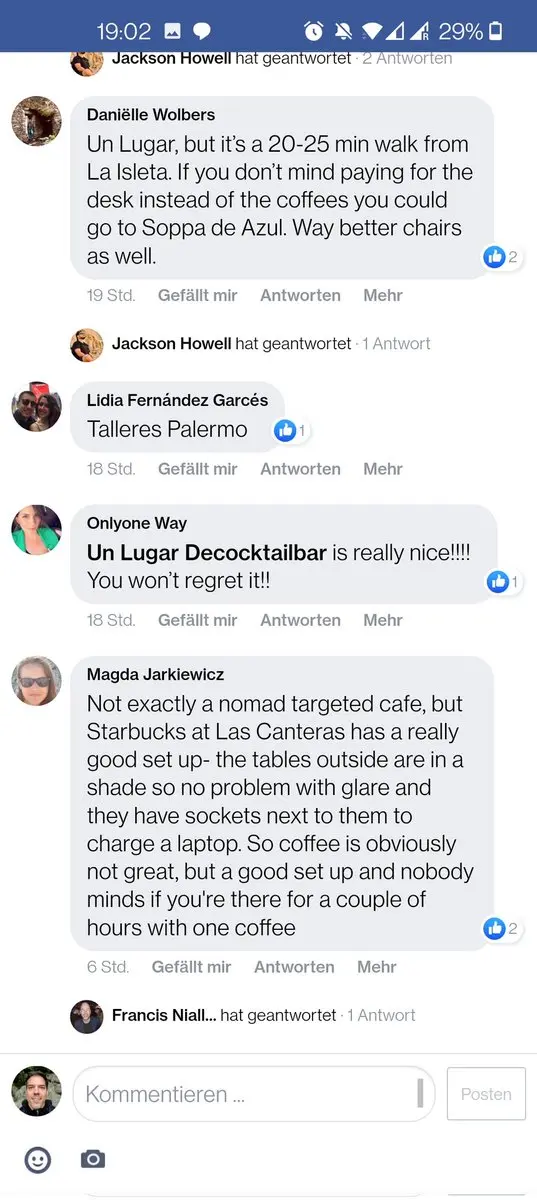 19:02
29%
Jackson Howell hat geantwortet · 2 Antworten
Daniëlle Wolbers
Un Lugar, but it's a 20-25 min walk from
La Isleta. If you don't mind paying for the
desk instead of the coffees you could
go to Soppa de Azul. Way better chairs
as well.
2
19 Std. Gefällt mir Antworten Mehr
Jackson Howell hat geantwortet · 1 Antwort
Lidia Fernández Garcés
Talleres Palermo
1
18 Std. Gefällt mir Antworten Mehr
Onlyone Way
Un Lugar Decocktailbar is really nice!!!!
You won't regret it!!
1
18 Std. Gefällt mir Antworten Mehr
Magda Jarkiewicz
Not exactly a nomad targeted cafe, but
Starbucks at Las Canteras has a really
good set up- the tables outside are in a
shade so no problem with glare and
they have sockets next to them to
charge a laptop. So coffee is obviously
not great, but a good set up and nobody
minds if you're there for a couple of
hours with one coffee
2
6 Std. Gefällt mir Antworten Mehr
Francis Niall... hat geantwortet · 1 Antwort
Kommentieren ...
Posten